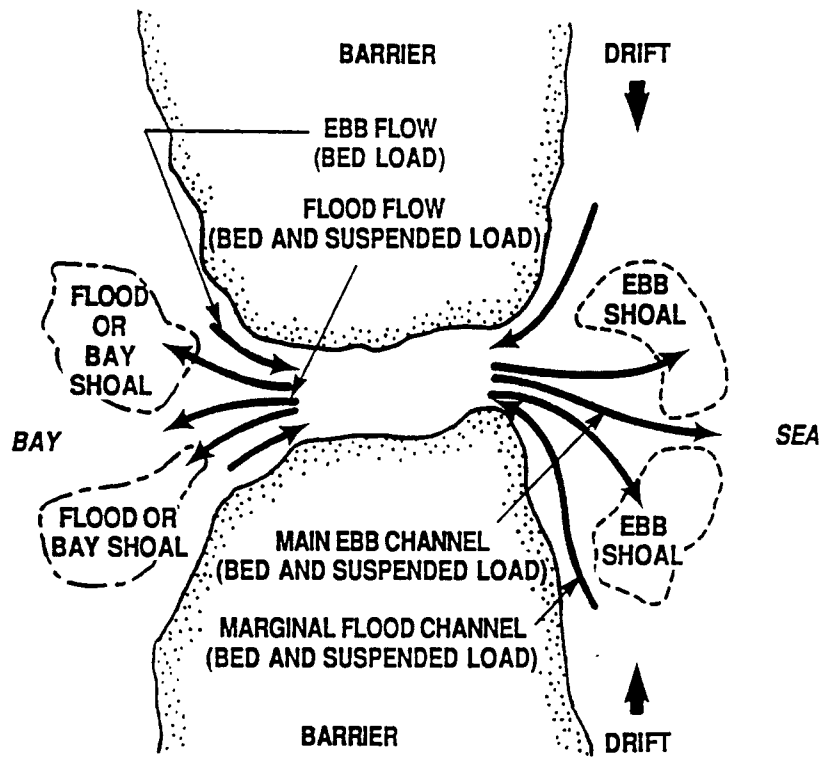 BARRIER
DRIFT
EBB FLOW
(BED LOAD)
FLOOD FLOW
(BED AND SUSPENDED LOAD)
FLOOD
OR
BAY
SHOAL
EBB
SHOAL
BAY
SEA
FLOOD OR
BAY SHOAL
EBB
SHOAL
MAIN EBB CHANNEL
(BED AND SUSPENDED LOAD)
MARGINAL FLOOD CHANNEL
(BED AND SUSPENDED LOAD)
BARRIER
DRIFT